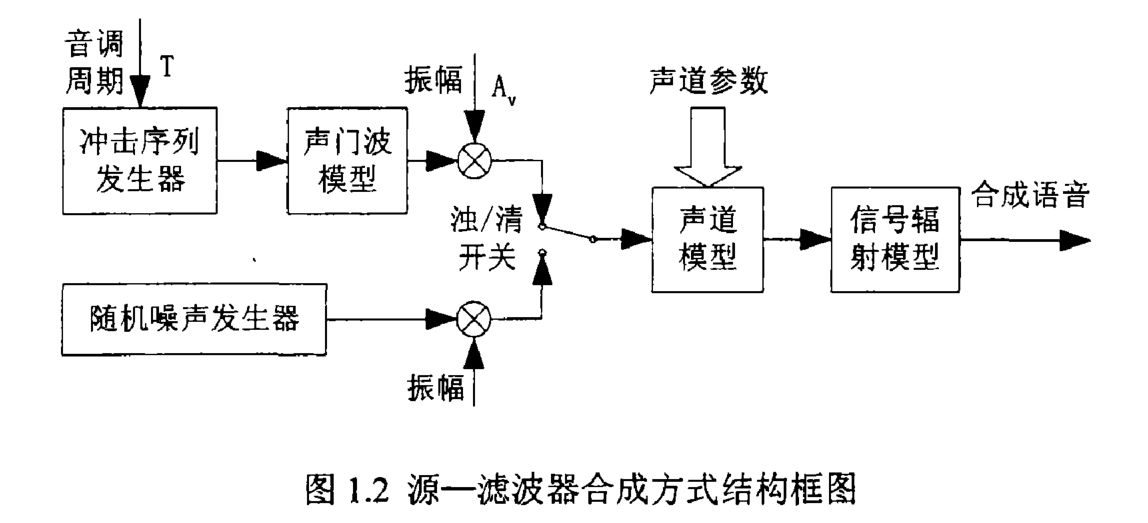 音调
周期
T
振幅
A_v
声道参数
冲击序列
发生器
声门波
模型
浊/清
开关
声道
模型
信号辐
射模型
合成语音
随机噪声发生器
振幅
图 1.2 源—滤波器合成方式结构框图